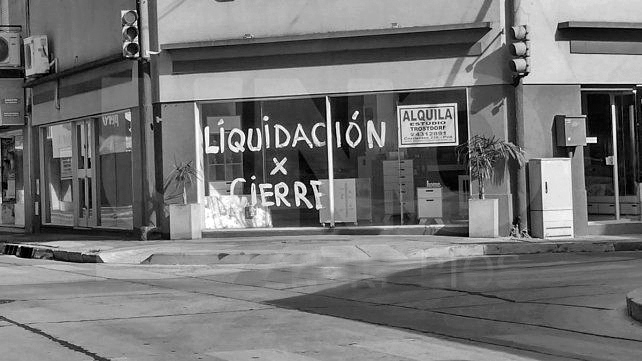 LIQUIDACIÓN
X
CIERRE
ALQUILA
ESTUDIO
TROSTDORF